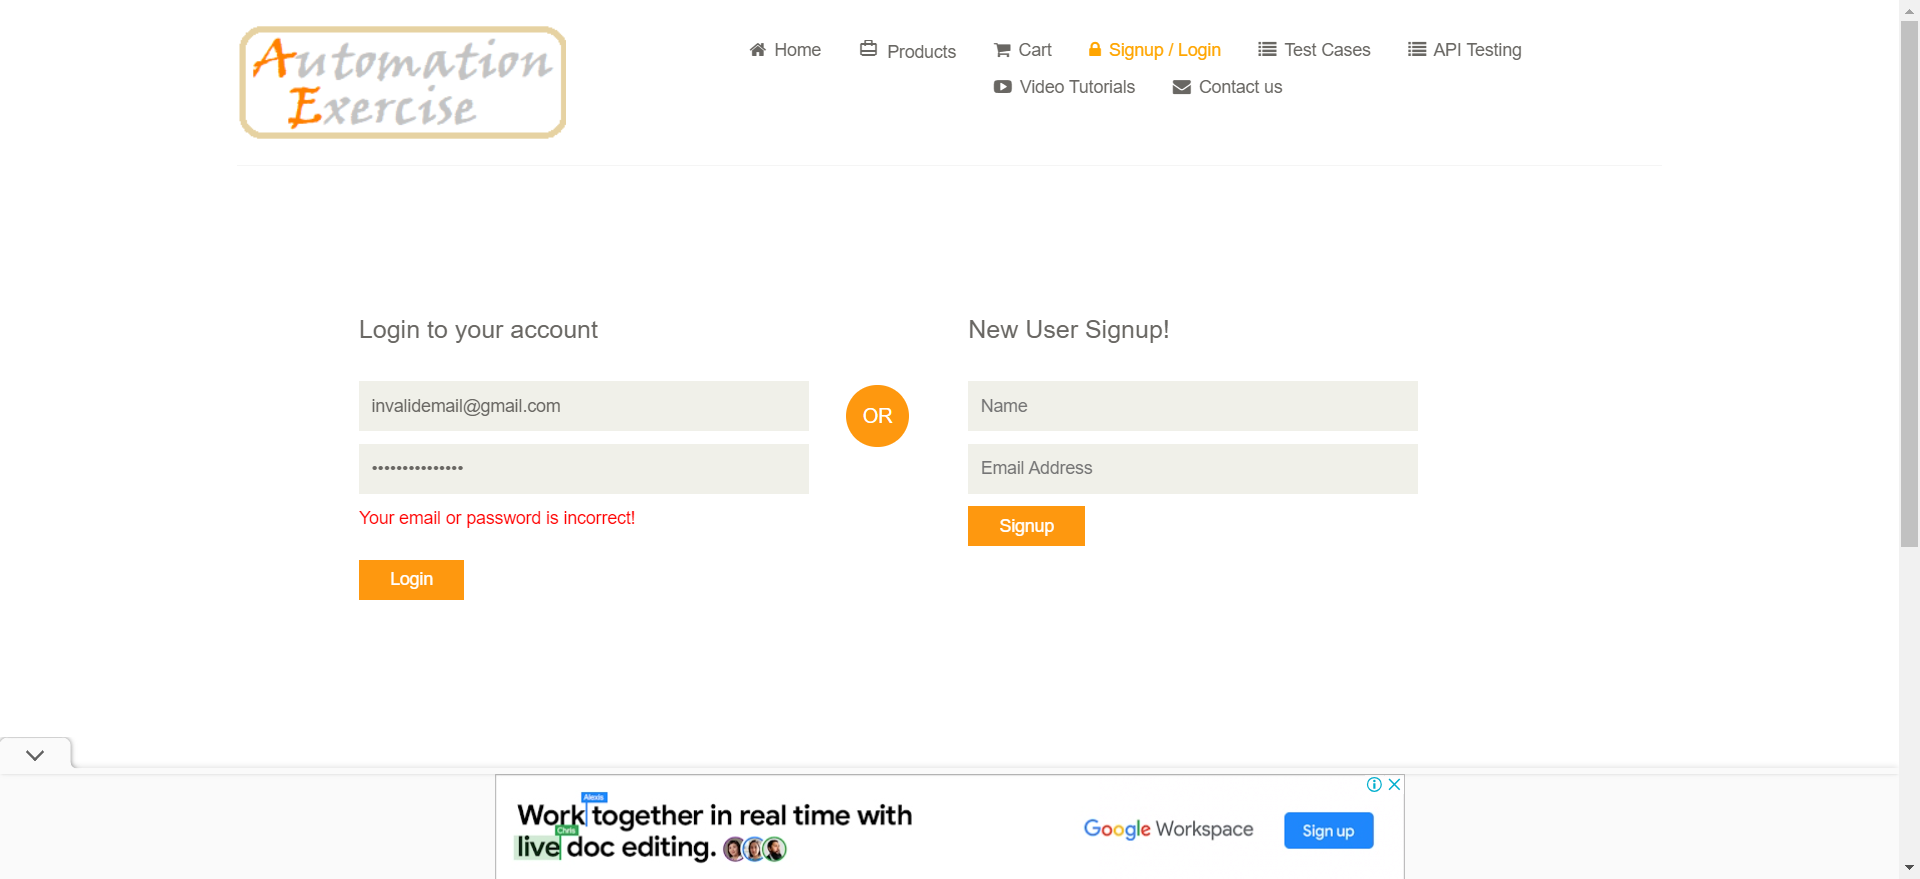 Automation
Exercise
Home
Products
Cart
Signup / Login
Test Cases
API Testing
Video Tutorials
Contact us
Login to your account
invalidemail@gmail.com
•••••••••••••••
Your email or password is incorrect!
Login
OR
New User Signup!
Name
Email Address
Signup
Alexis
Work together in real time with
Chris
live doc editing.
Google Workspace
Sign up